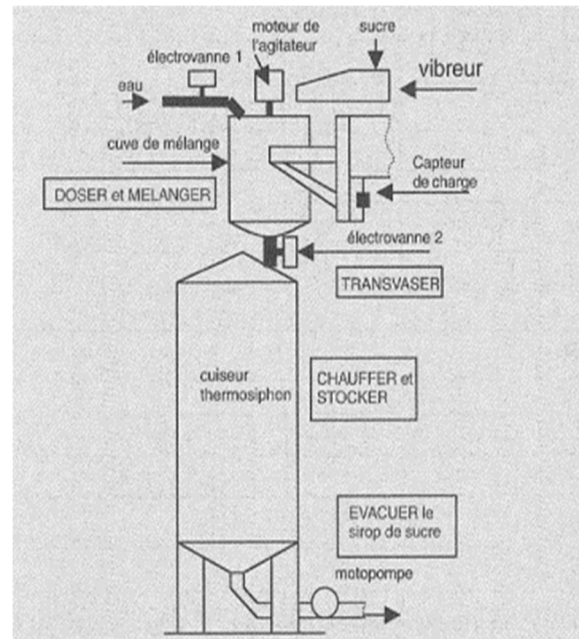 moteur de
l'agitateur
sucre
électrovanne 1
vibreur
eau
cuve de mélange
Capteur
de charge
DOSER et MELANGER
électrovanne 2
TRANSVASER
cuiseur
thermosiphon
CHAUFFER et
STOCKER
EVACUER le
sirop de sucre
motopompe